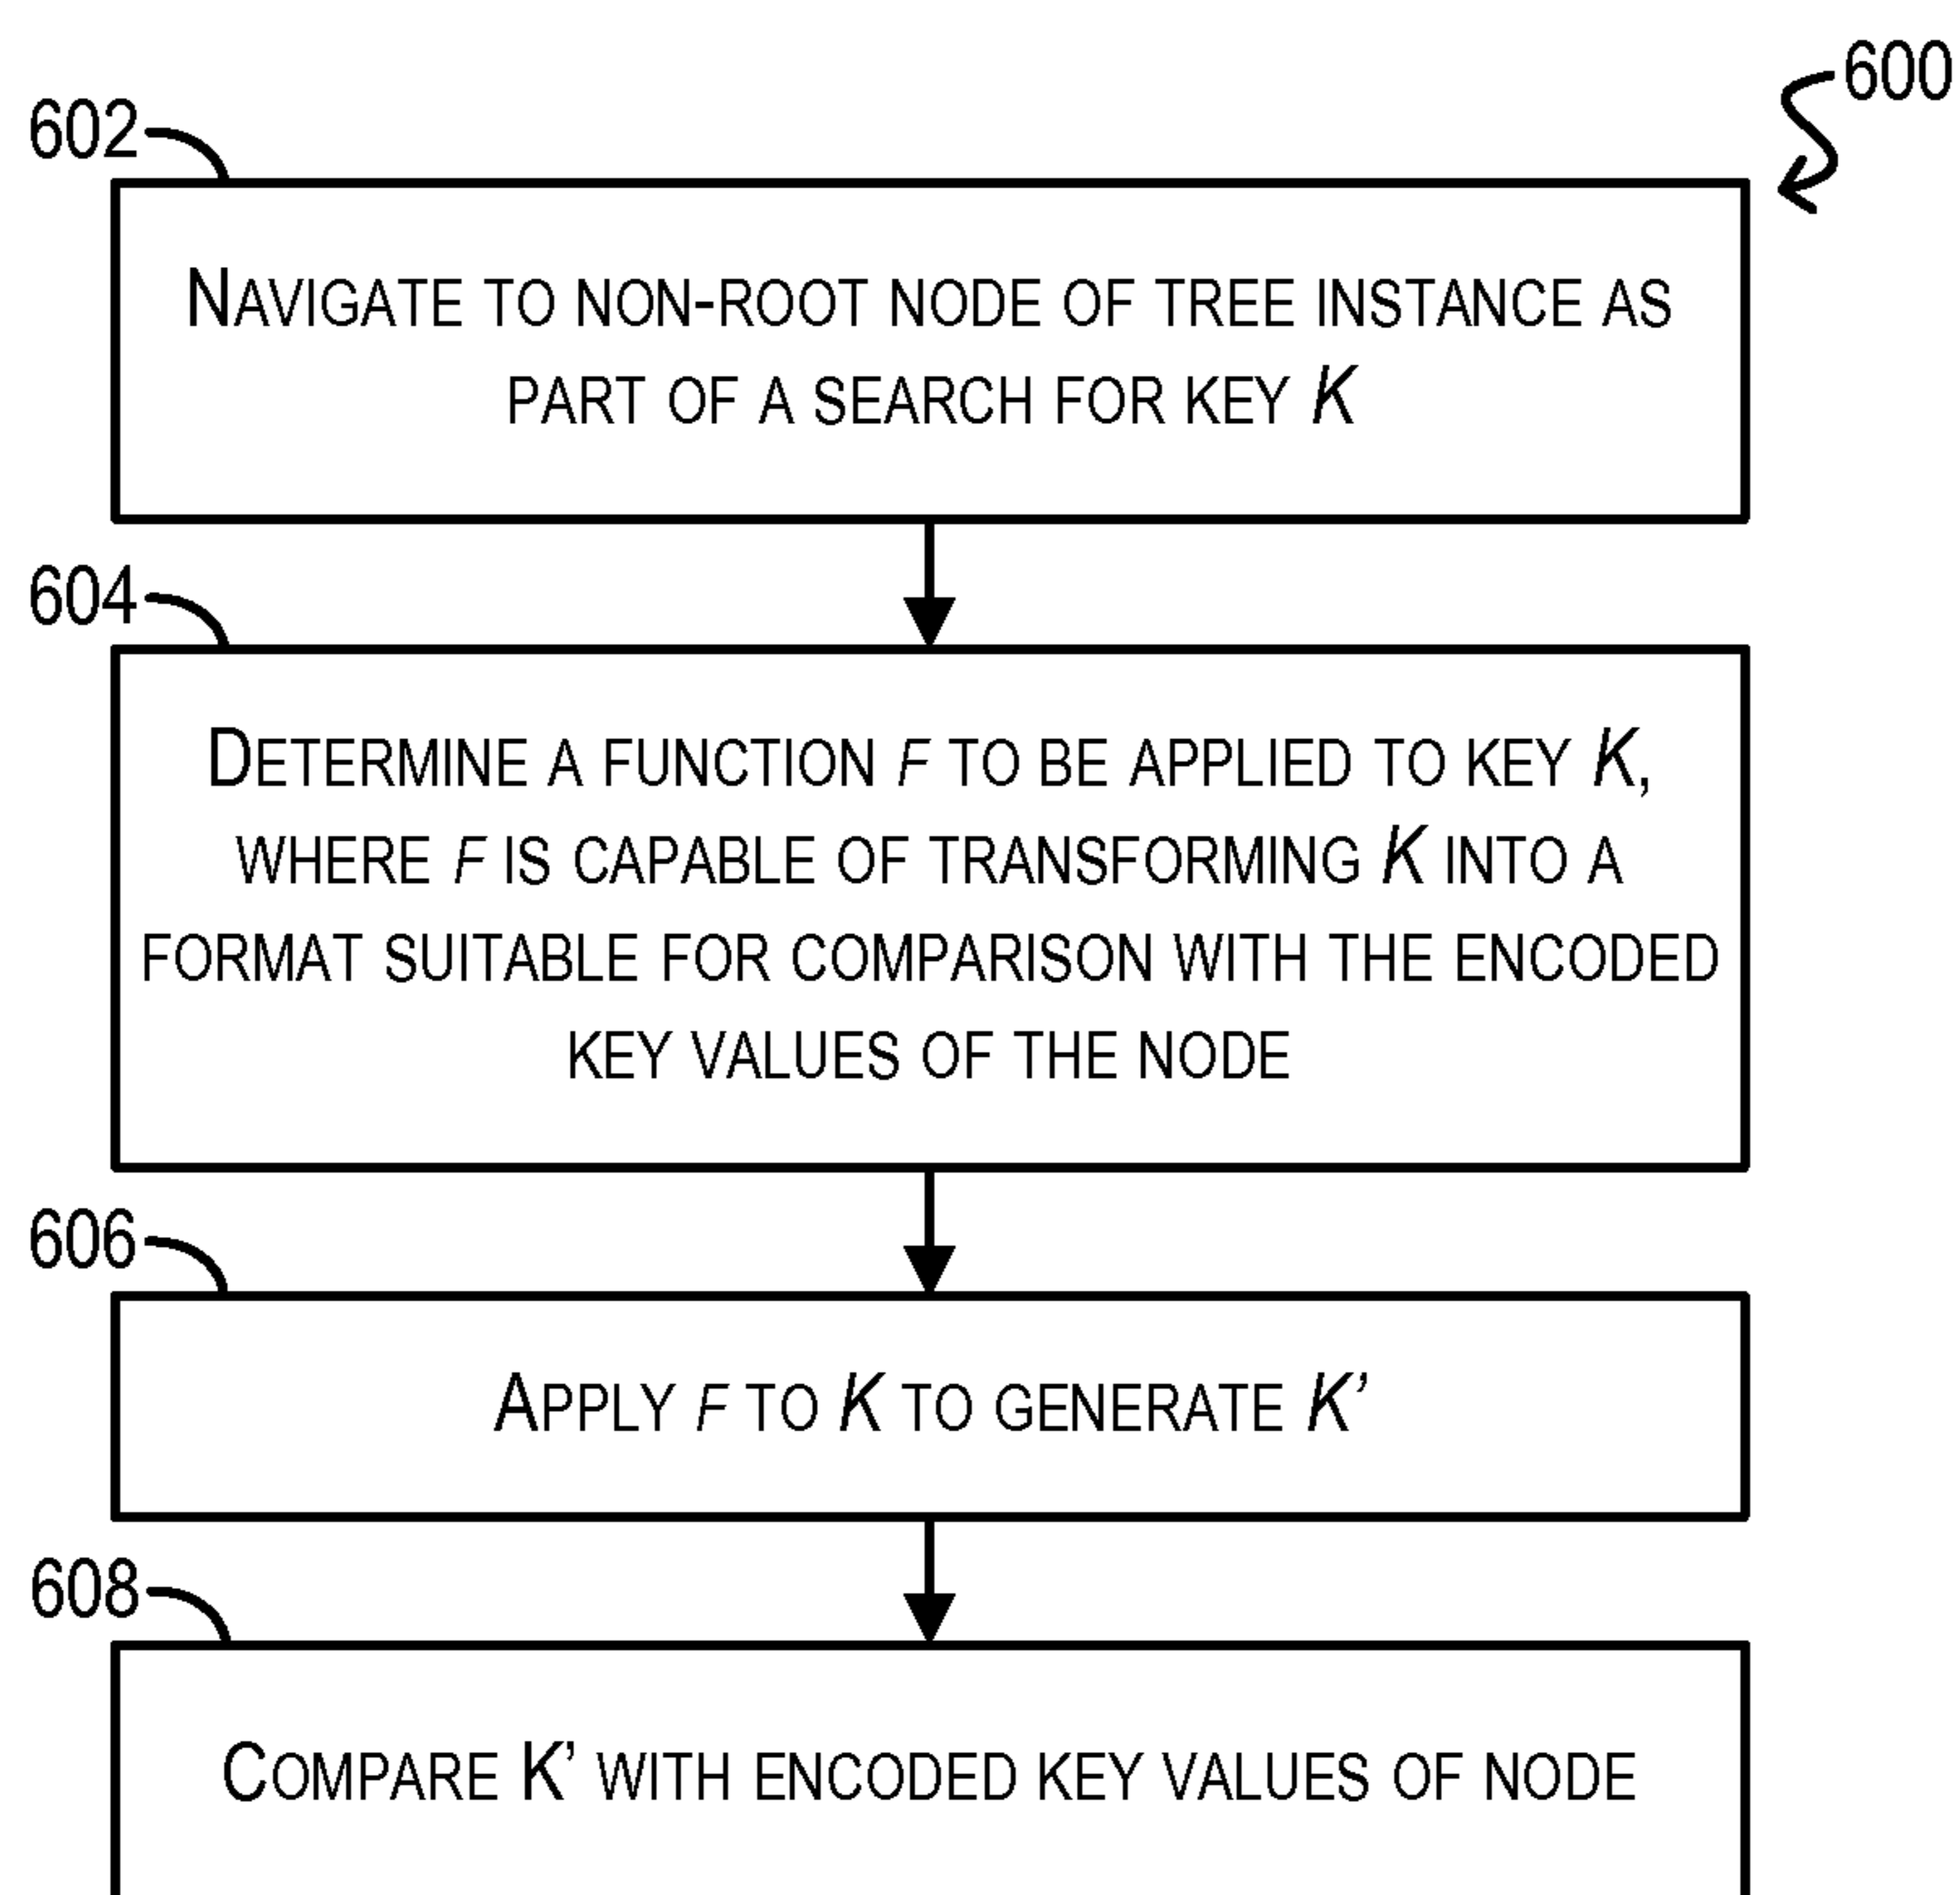 600
602
NAVIGATE TO NON-ROOT NODE OF TREE INSTANCE AS
PART OF A SEARCH FOR KEY K
604
DETERMINE A FUNCTION F TO BE APPLIED TO KEY K,
WHERE F IS CAPABLE OF TRANSFORMING K INTO A
FORMAT SUITABLE FOR COMPARISON WITH THE ENCODED
KEY VALUES OF THE NODE
606
APPLY F TO K TO GENERATE K’
608
COMPARE K’ WITH ENCODED KEY VALUES OF NODE